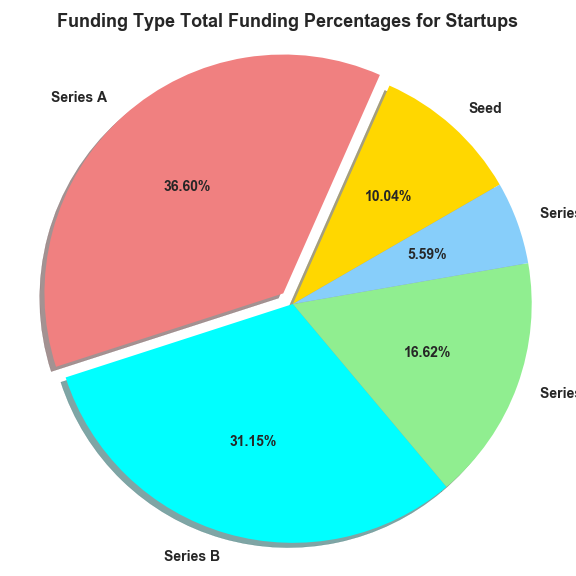 Funding Type Total Funding Percentages for Startups
Series A
Seed
36.60%
10.04%
Series
5.59%
16.62%
Series
31.15%
Series B